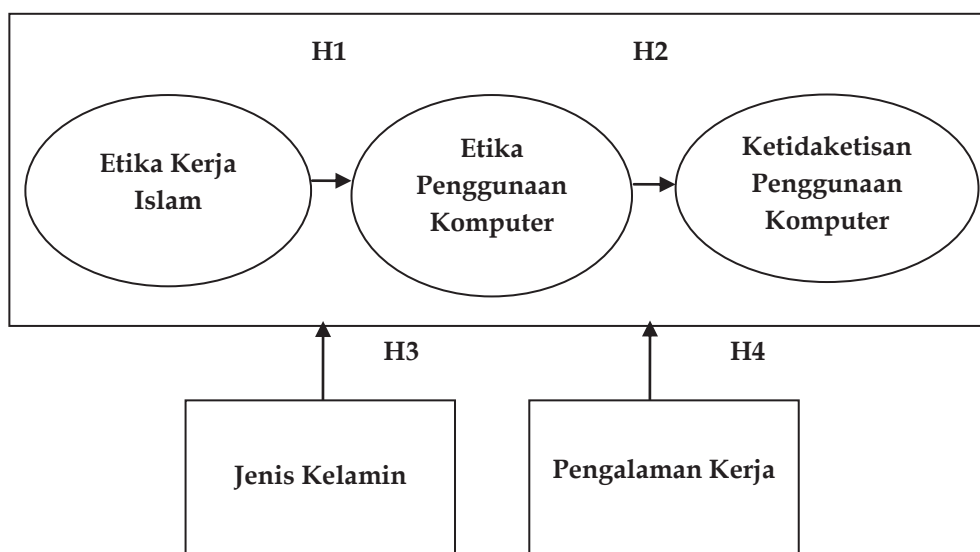 H1 H2
Etika Kerja
Islam
Etika
Penggunaan
Komputer
Ketidaketisan
Penggunaan
Komputer
H3 H4
Jenis Kelamin
Pengalaman Kerja